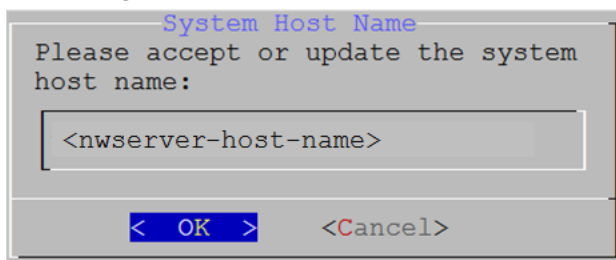 System Host Name
Please accept or update the system
host name:
<nwserver-host-name>
< OK > <Cancel>